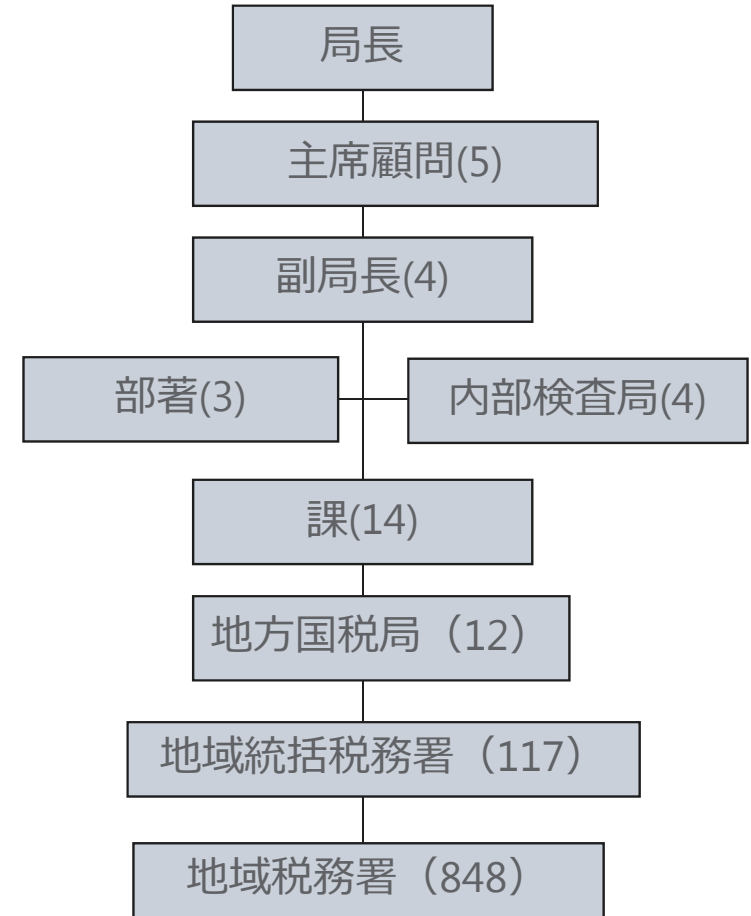 局長
主席顧問(5)
副局長(4)
部著(3)
内部検査局(4)
課(14)
地方国税局（12）
地域統括税務署（117）
地域税務署（848）